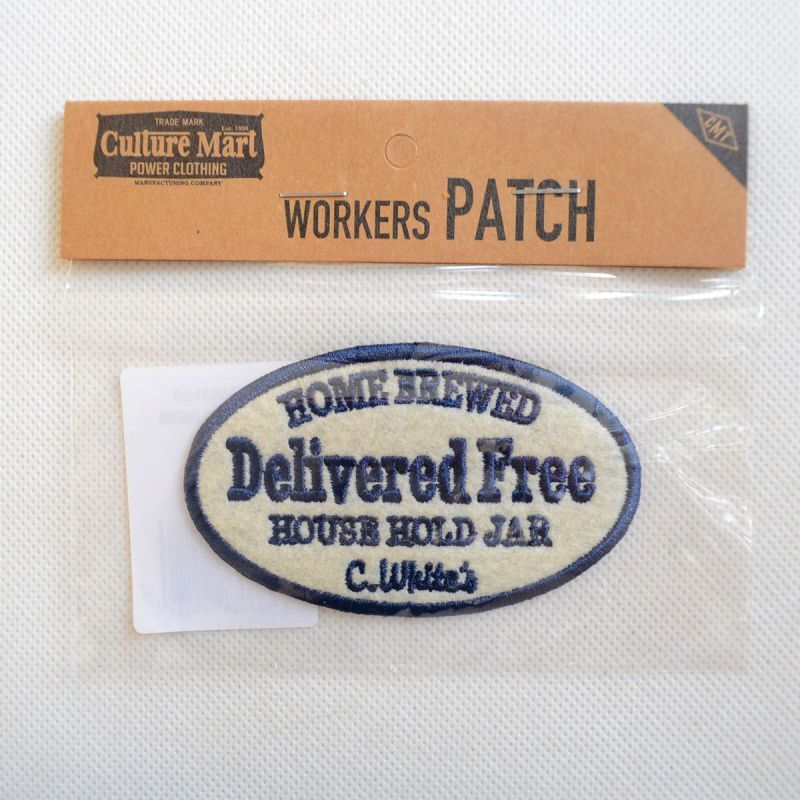 TRADE MARK
Est. 1998
Culture Mart
POWER CLOTHING
MANUFACTURING COMPANY
CMT
WORKERS PATCH
HOME BREWED
Delivered Free
HOUSE HOLD JAR
C.White's